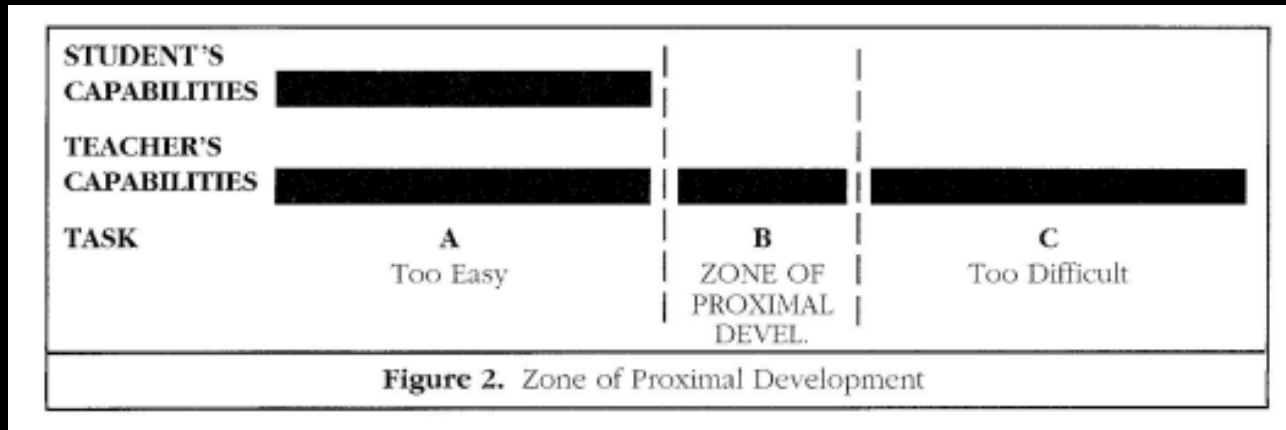 STUDENT'S
CAPABILITIES
TEACHER'S
CAPABILITIES
TASK
A
Too Easy
B
ZONE OF
PROXIMAL
DEVEL.
C
Too Difficult
Figure 2. Zone of Proximal Development